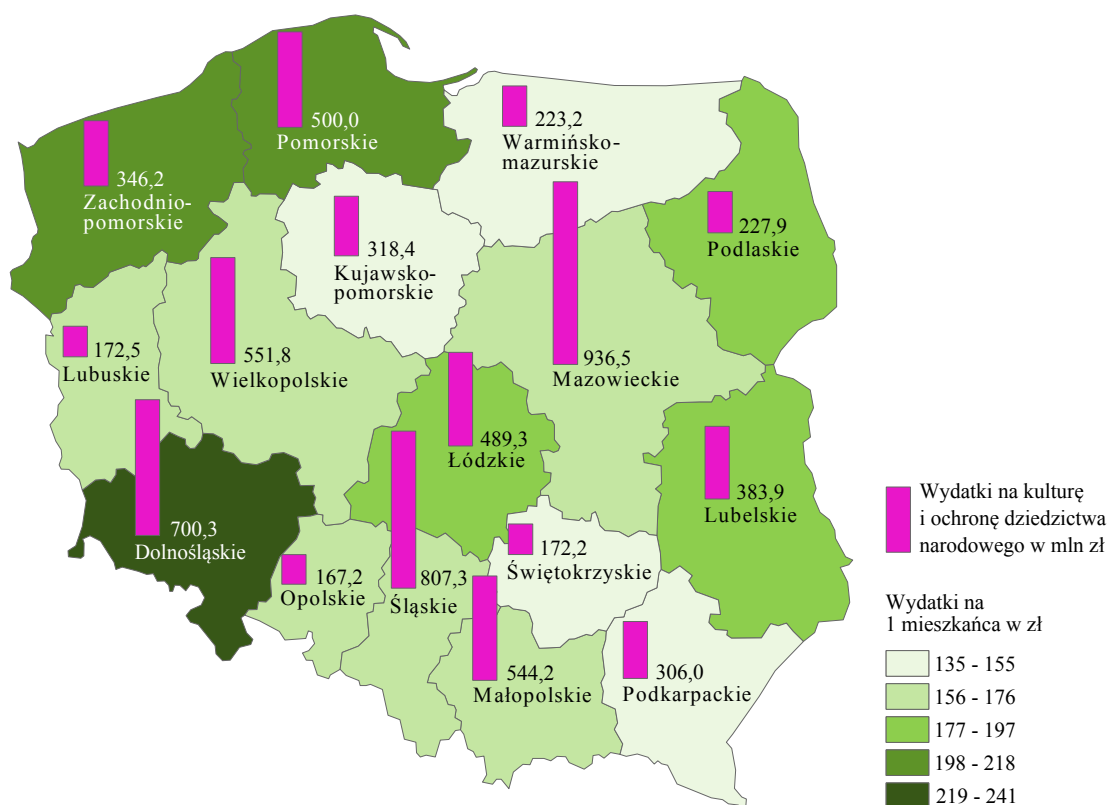 500,0
Pomorskie
223,2
Warmińsko-
mazurskie
346,2
Zachodnio-
pomorskie
318,4
Kujawsko-
pomorskie
227,9
Podlaskie
172,5
Lubuskie
551,8
Wielkopolskie
936,5
Mazowieckie
489,3
Łódzkie
383,9
Lubelskie
700,3
Dolnośląskie
167,2
Opolskie
807,3
Śląskie
172,2
Świętokrzyskie
544,2
Małopolskie
306,0
Podkarpackie
Wydatki na kulturę
i ochronę dziedzictwa
narodowego w mln zł
Wydatki na
1 mieszkańca w zł
135 - 155
156 - 176
177 - 197
198 - 218
219 - 241